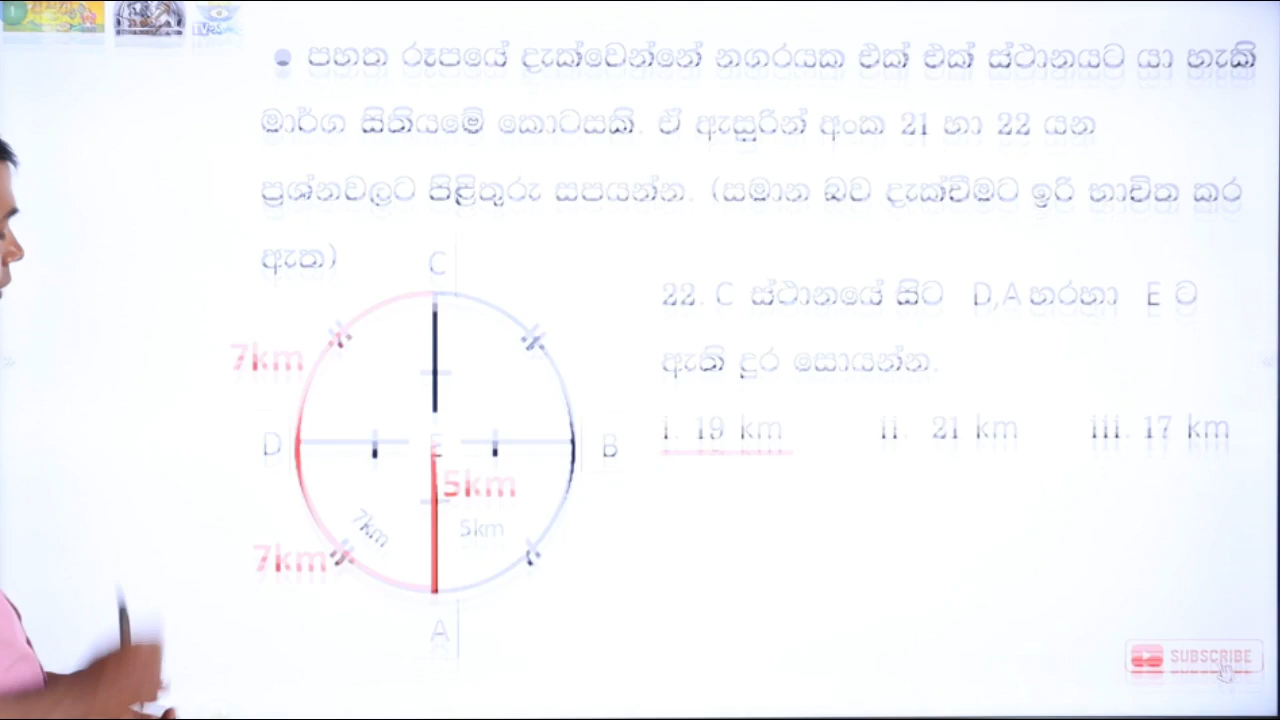 ● පහත රූපයේ දැක්වෙන්නේ නගරයක එක් එක් ස්ථානයට යා හැකි
මාර්ග සිතියමේ කොටසකි. ඒ ඇසුරින් අංක 21 හා 22 යන
ප්‍රශ්නවලට පිළිතුරු සපයන්න. (සමාන බව දැක්වීමට ඉරි භාවිත කර
ඇත)
C
22. C ස්ථානයේ සිට D,A හරහා E ට
ඇති දුර සොයන්න.
7km
i. 19 km ii. 21 km iii. 17 km
D E B
5km
7km 5km
7km
A
SUBSCRIBE